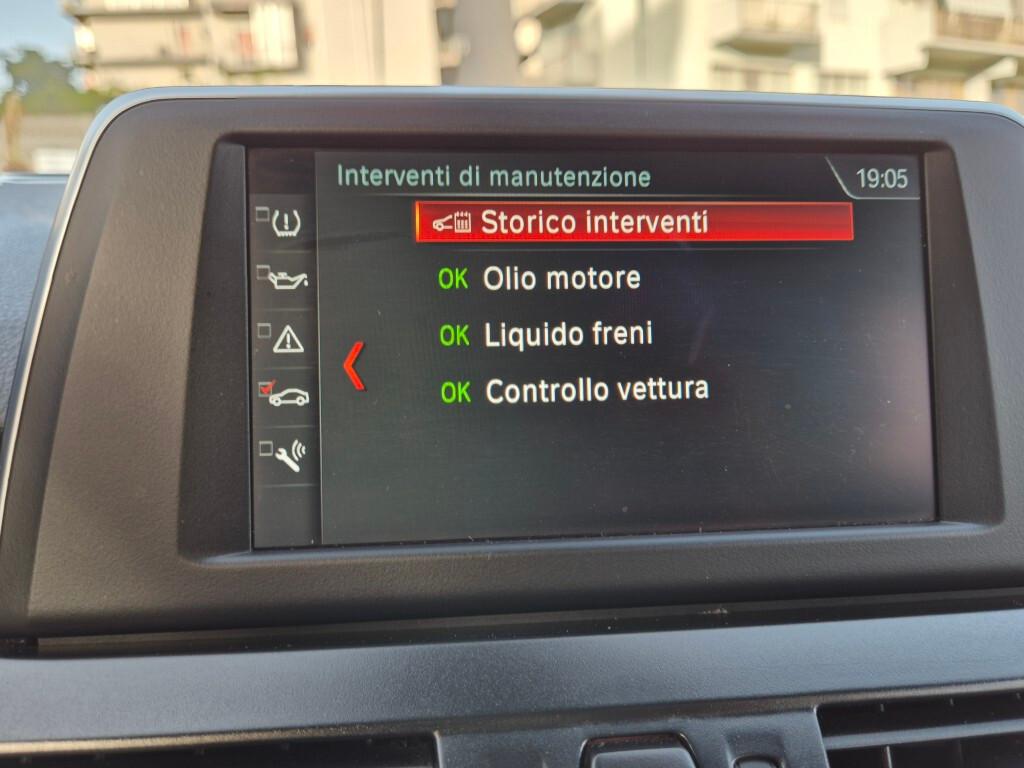 Interventi di manutenzione
19:05
Storico interventi
OK Olio motore
OK Liquido freni
OK Controllo vettura